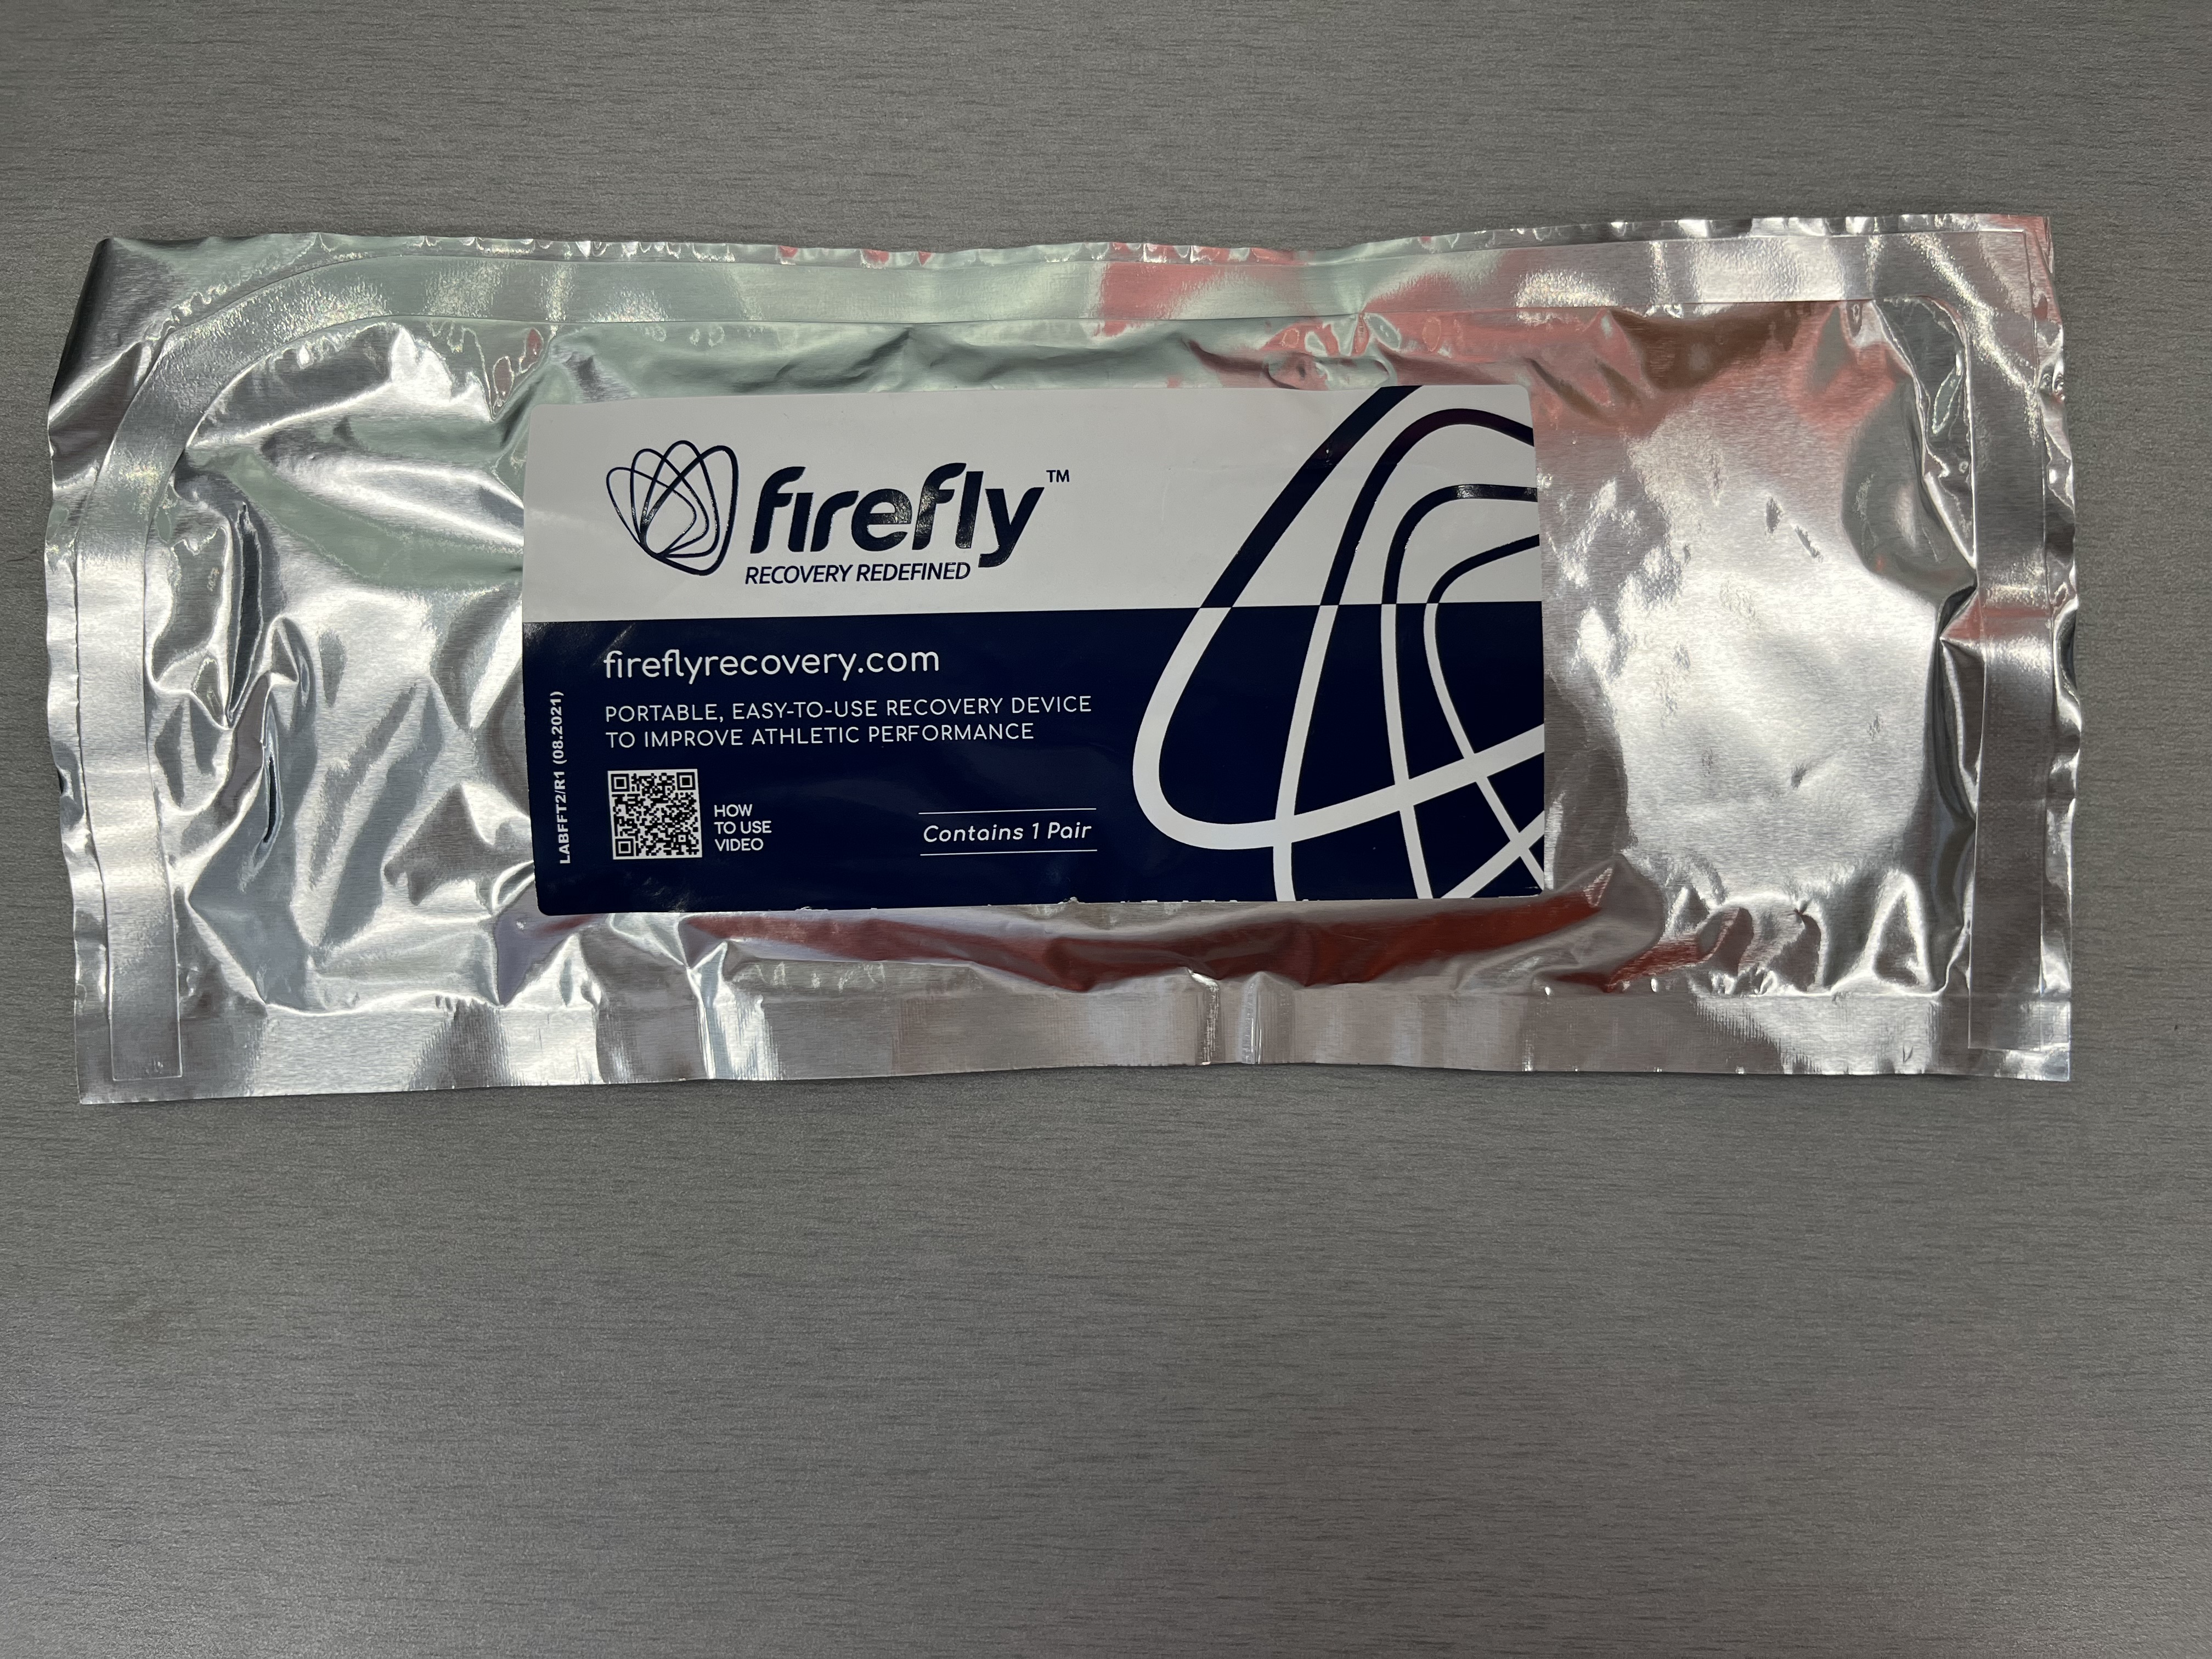 firefly™
RECOVERY REDEFINED
fireflyrecovery.com
PORTABLE, EASY-TO-USE RECOVERY DEVICE
TO IMPROVE ATHLETIC PERFORMANCE
HOW
TO USE
VIDEO
Contains 1 Pair
LABFFT2/R1 (08.2021)